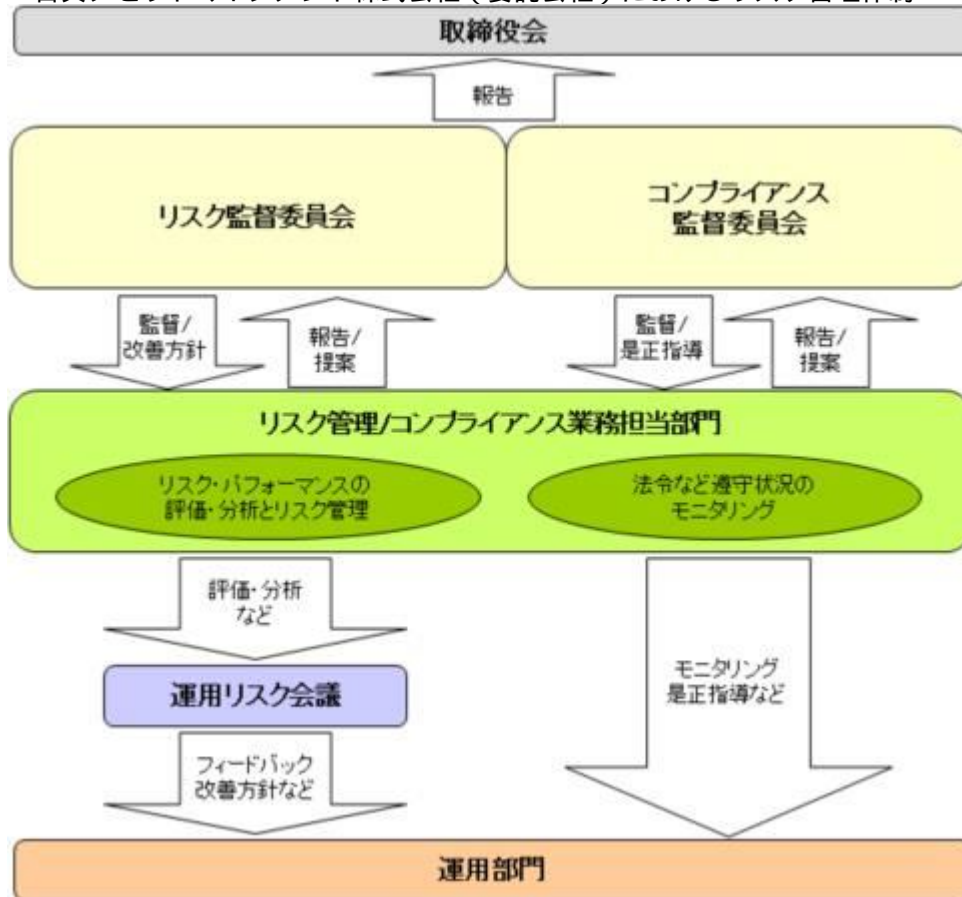 取締役会
報告
リスク監督委員会
コンプライアンス
監督委員会
監督/
改善方針
報告/
提案
監督/
是正指導
報告/
提案
リスク管理/コンプライアンス業務担当部門
リスク・パフォーマンスの
評価・分析とリスク管理
法令など遵守状況の
モニタリング
評価・分析
など
運用リスク会議
モニタリング
是正指導など
フィードバック
改善方針など
運用部門